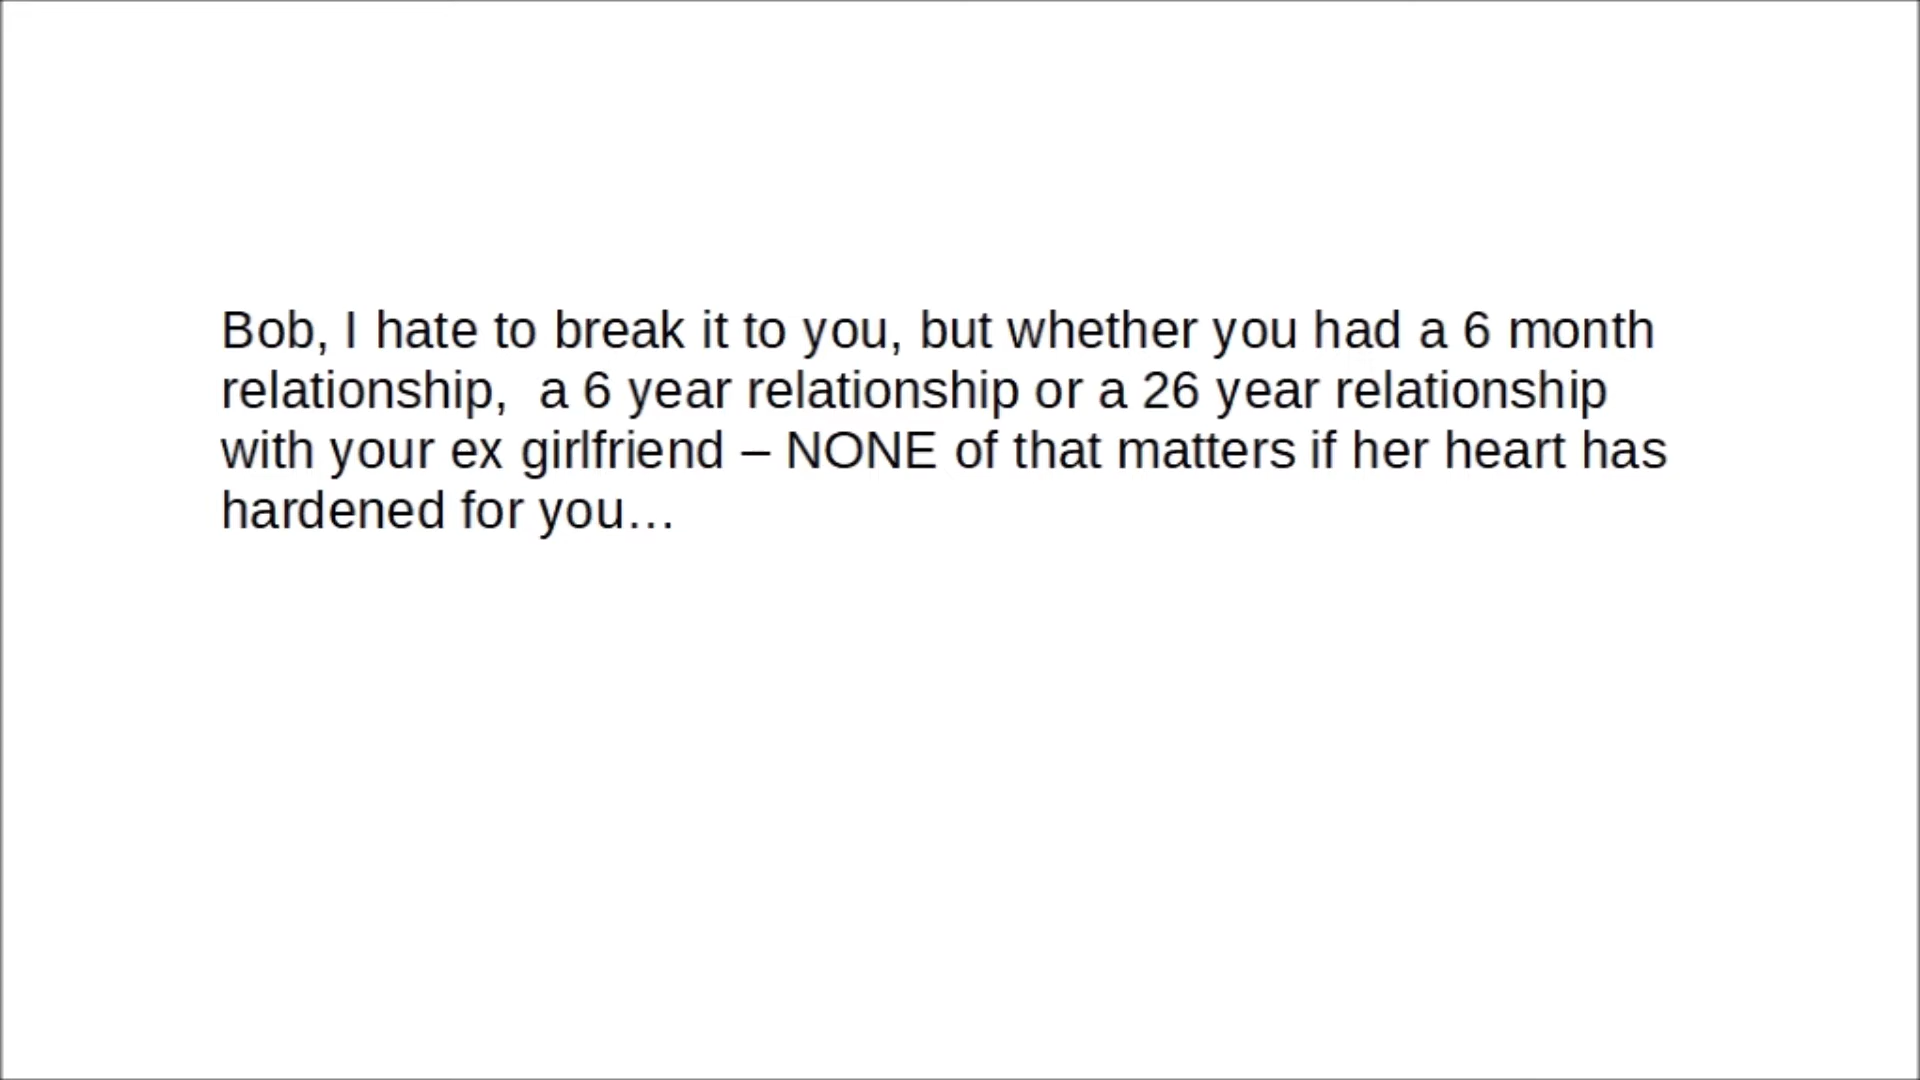 Bob, I hate to break it to you, but whether you had a 6 month
relationship,  a 6 year relationship or a 26 year relationship
with your ex girlfriend – NONE of that matters if her heart has
hardened for you…